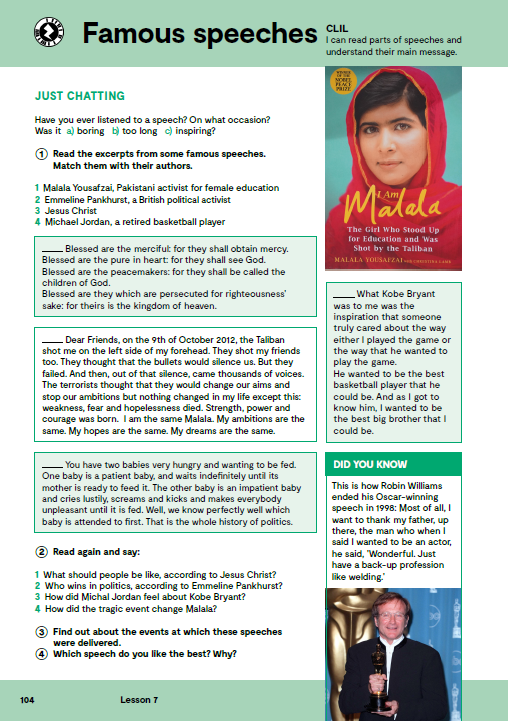 Famous speeches
CLIL
I can read parts of speeches and
understand their main message.
JUST CHATTING
Have you ever listened to a speech? On what occasion?
Was it a) boring b) too long c) inspiring?
1 Read the excerpts from some famous speeches.
Match them with their authors.
1 Malala Yousafzai, Pakistani activist for female education
2 Emmeline Pankhurst, a British political activist
3 Jesus Christ
4 Michael Jordan, a retired basketball player
____ Blessed are the merciful: for they shall obtain mercy.
Blessed are the pure in heart: for they shall see God.
Blessed are the peacemakers: for they shall be called the
children of God.
Blessed are they which are persecuted for righteousness'
sake: for theirs is the kingdom of heaven.
____ Dear Friends, on the 9th of October 2012, the Taliban
shot me on the left side of my forehead. They shot my friends
too. They thought that the bullets would silence us. But they
failed. And then, out of that silence, came thousands of voices.
The terrorists thought that they would change our aims and
stop our ambitions but nothing changed in my life except this:
weakness, fear and hopelessness died. Strength, power and
courage was born. I am the same Malala. My ambitions are the
same. My hopes are the same. My dreams are the same.
____ You have two babies very hungry and wanting to be fed.
One baby is a patient baby, and waits indefinitely until its
mother is ready to feed it. The other baby is an impatient baby
and cries lustily, screams and kicks and makes everybody
unpleasant until it is fed. Well, we know perfectly well which
baby is attended to first. That is the whole history of politics.
2 Read again and say:
1 What should people be like, according to Jesus Christ?
2 Who wins in politics, according to Emmeline Pankhurst?
3 How did Michal Jordan feel about Kobe Bryant?
4 How did the tragic event change Malala?
3 Find out about the events at which these speeches
were delivered.
4 Which speech do you like the best? Why?
WINNER
OF THE
NOBEL
PEACE
PRIZE
I Am
Malala
The Girl Who Stood Up
for Education and Was
Shot by the Taliban
MALALA YOUSAFZAI WITH CHRISTINA LAMB
____ What Kobe Bryant
was to me was the
inspiration that someone
truly cared about the way
either I played the game or
the way that he wanted to
play the game.
He wanted to be the best
basketball player that he
could be. And as I got to
know him, I wanted to be
the best big brother that I
could be.
DID YOU KNOW
This is how Robin Williams
ended his Oscar-winning
speech in 1998: Most of all, I
want to thank my father, up
there, the man who when I
said I wanted to be an actor,
he said, 'Wonderful. Just
have a back-up profession
like welding.'
104
Lesson 7